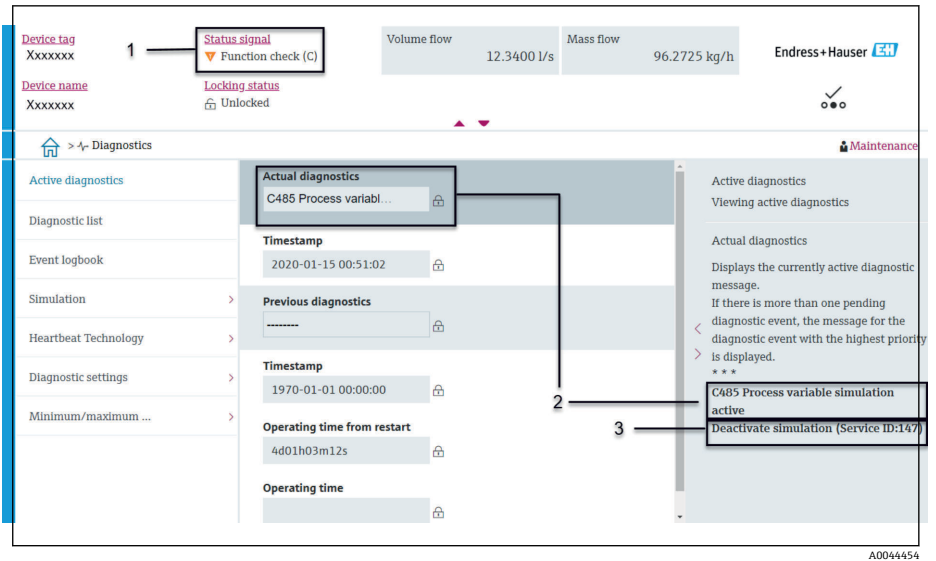 Device tag
Xxxxxxx
1
Status signal
Function check (C)
Volume flow
12.3400 l/s
Mass flow
96.2725 kg/h
Endress+Hauser EH
Device name
Xxxxxxx
Locking status
Unlocked
> Diagnostics
Maintenance
Active diagnostics
Diagnostic list
Event logbook
Simulation >
Heartbeat Technology >
Diagnostic settings >
Minimum/maximum ... >
Actual diagnostics
C485 Process variabl...
Timestamp
2020-01-15 00:51:02
Previous diagnostics
--------
Timestamp
1970-01-01 00:00:00
Operating time from restart
4d01h03m12s
Operating time
2
3
Active diagnostics
Viewing active diagnostics
Actual diagnostics
Displays the currently active diagnostic
message.
If there is more than one pending
diagnostic event, the message for the
diagnostic event with the highest priority
is displayed.
* * *
C485 Process variable simulation
active
Deactivate simulation (Service ID:147)
A0044454